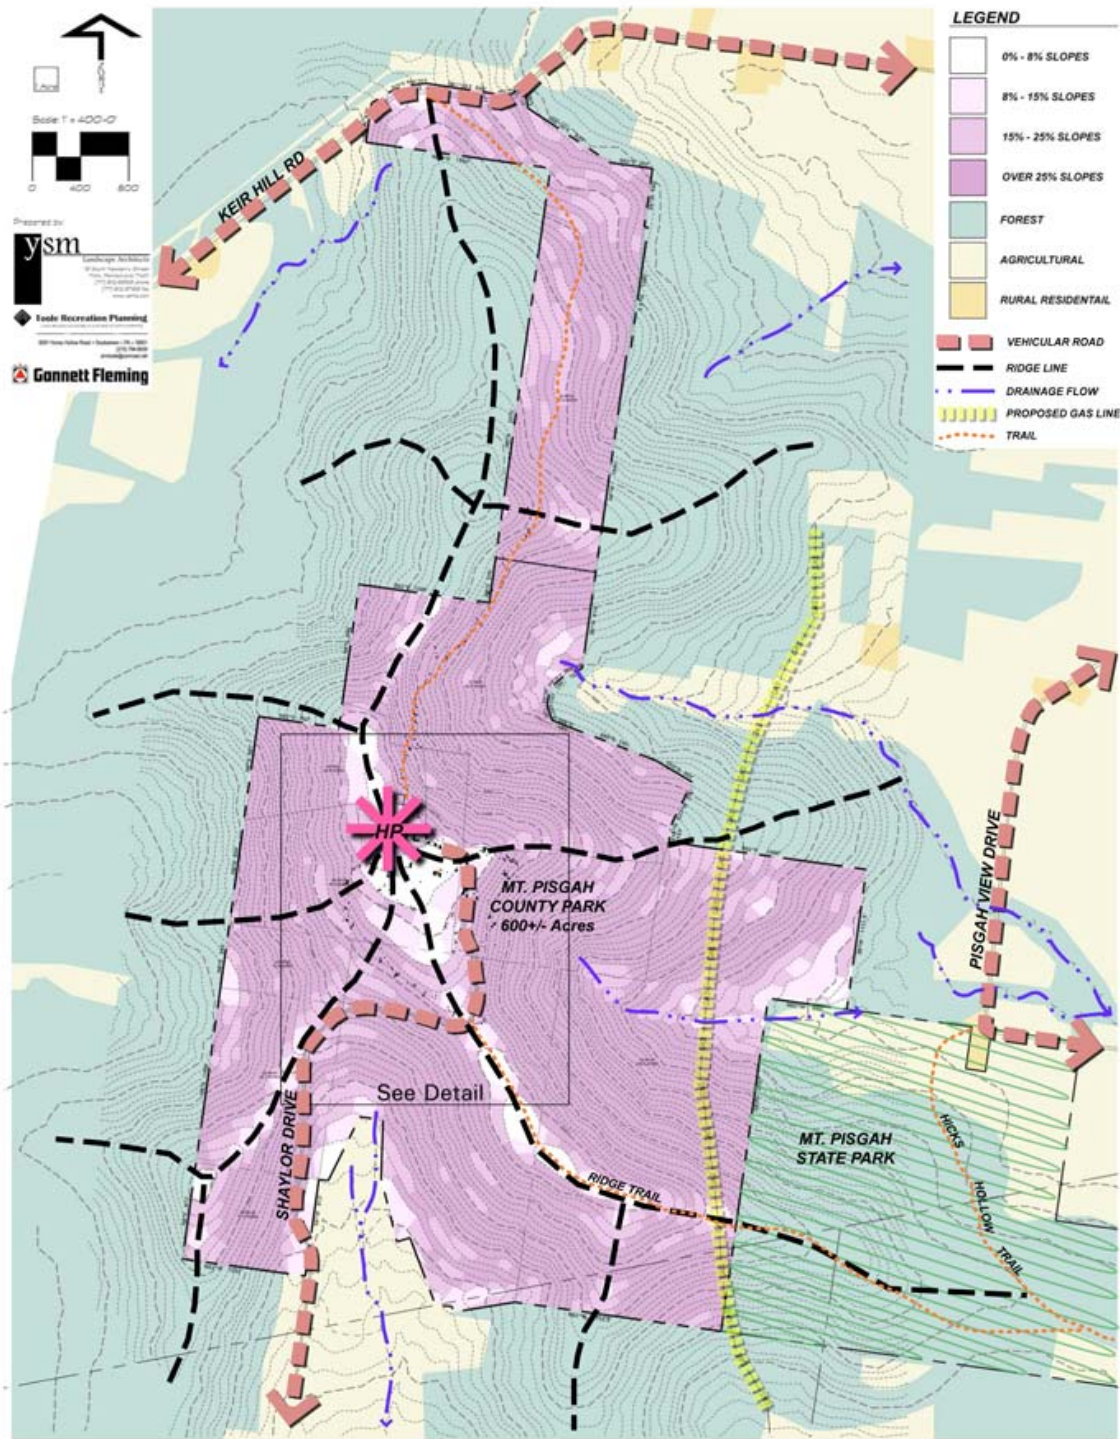 LEGEND
0% - 8% SLOPES
8% - 15% SLOPES
15% - 25% SLOPES
OVER 25% SLOPES
FOREST
AGRICULTURAL
RURAL RESIDENTAIL
VEHICULAR ROAD
RIDGE LINE
DRAINAGE FLOW
PROPOSED GAS LINE
TRAIL
NORTH
1 Acre
Scale: 1" = 400'-0"
0 400 800
Prepared by:
ysm
Landscape Architects
Toole Recreation Planning
Gannett Fleming
KEIR HILL RD
HP
MT. PISGAH
COUNTY PARK
600+/- Acres
PISGAH VIEW DRIVE
See Detail
SHAYLOR DRIVE
RIDGE TRAIL
MT. PISGAH
STATE PARK
HICKS
HOLLOW
TRAIL